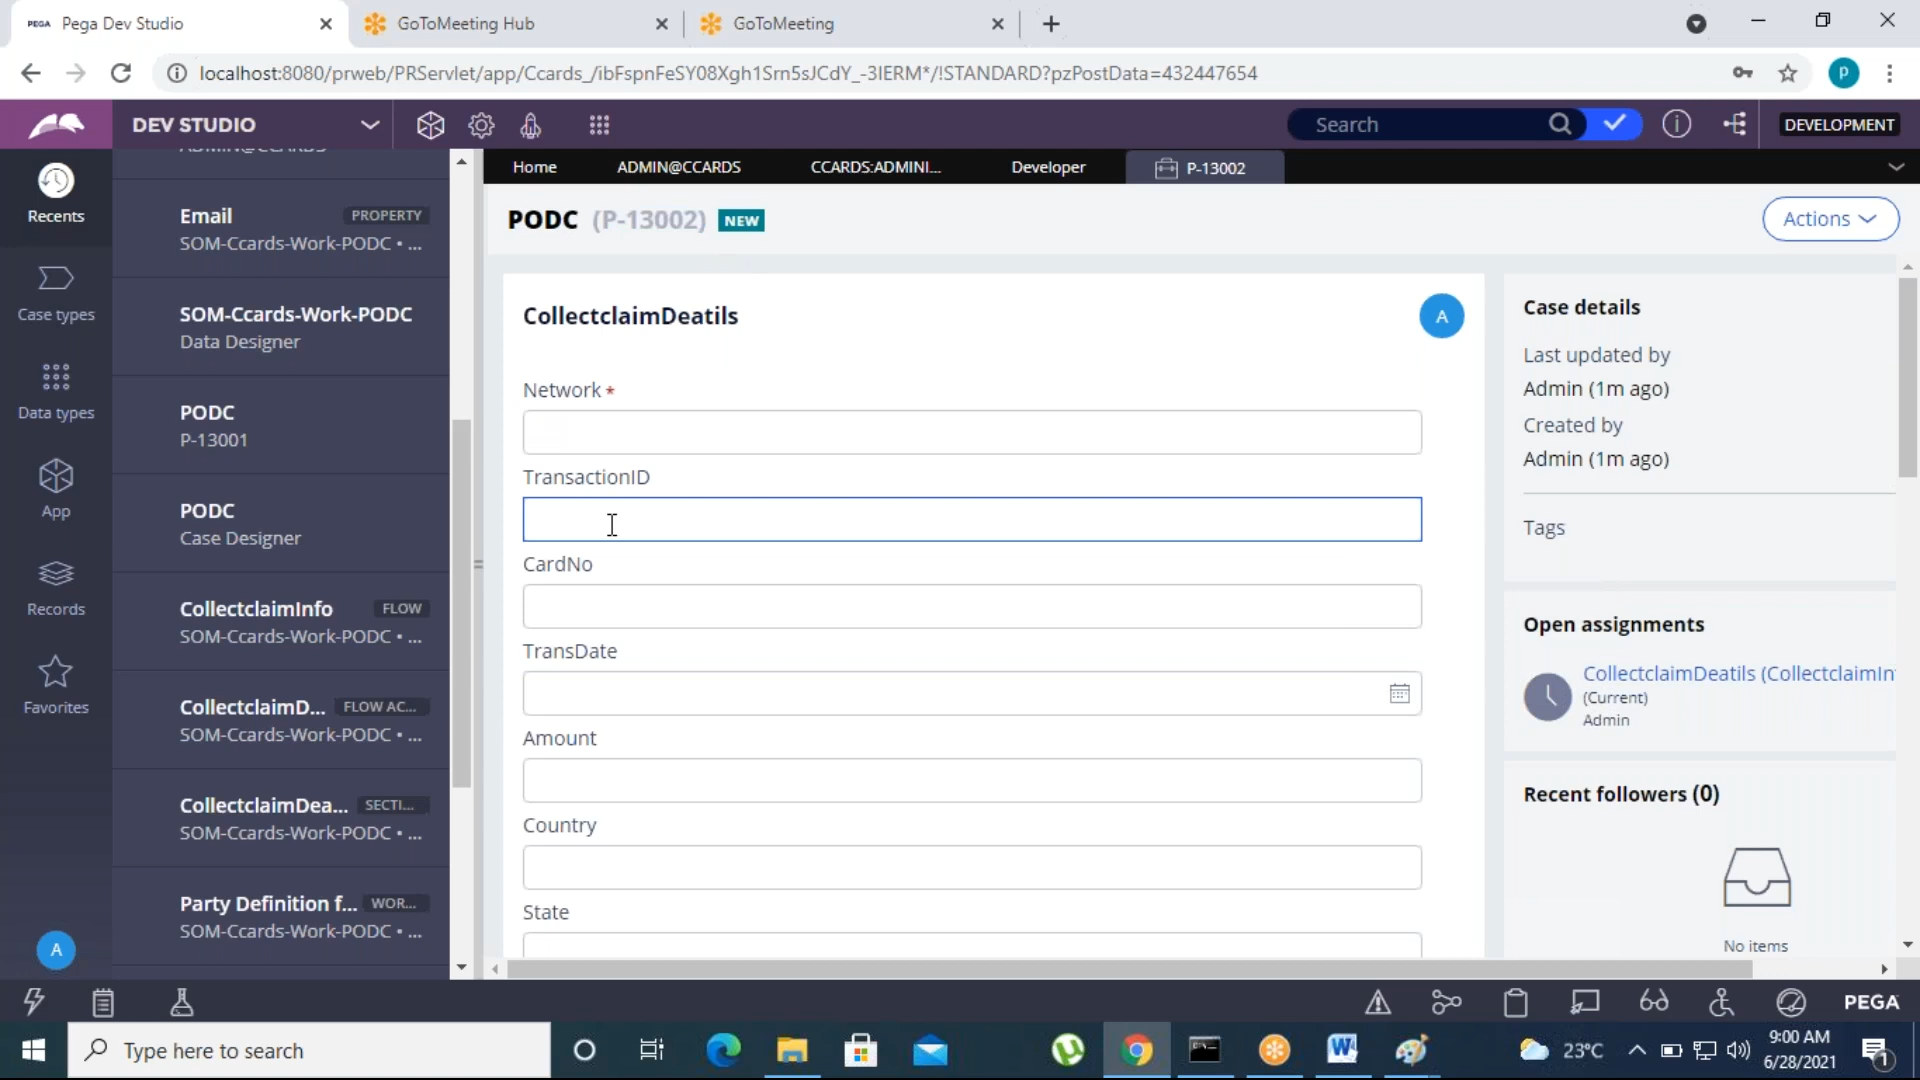 PEGA Pega Dev Studio
GoToMeeting Hub
GoToMeeting
localhost:8080/prweb/PRServlet/app/Ccards_/ibFspnFeSY08Xgh1Srn5sJCdY_-3IERM*/!STANDARD?pzPostData=432447654
P
DEV STUDIO
Search
DEVELOPMENT
Recents
Case types
Data types
App
Records
Favorites
A
ADMIN@CCARDS
Email PROPERTY
SOM-Ccards-Work-PODC • ...
SOM-Ccards-Work-PODC
Data Designer
PODC
P-13001
PODC
Case Designer
CollectclaimInfo FLOW
SOM-Ccards-Work-PODC • ...
CollectclaimD... FLOW AC...
SOM-Ccards-Work-PODC • ...
CollectclaimDea... SECTI...
SOM-Ccards-Work-PODC • ...
Party Definition f... WOR...
SOM-Ccards-Work-PODC • ...
Home ADMIN@CCARDS CCARDS:ADMINI... Developer P-13002
PODC (P-13002) NEW
Actions
CollectclaimDeatils
A
Network *
TransactionID
CardNo
TransDate
Amount
Country
State
Case details
Last updated by
Admin (1m ago)
Created by
Admin (1m ago)
Tags
Open assignments
CollectclaimDeatils (CollectclaimIn
(Current)
Admin
Recent followers (0)
No items
PEGA
Type here to search
23°C
9:00 AM
6/28/2021
1